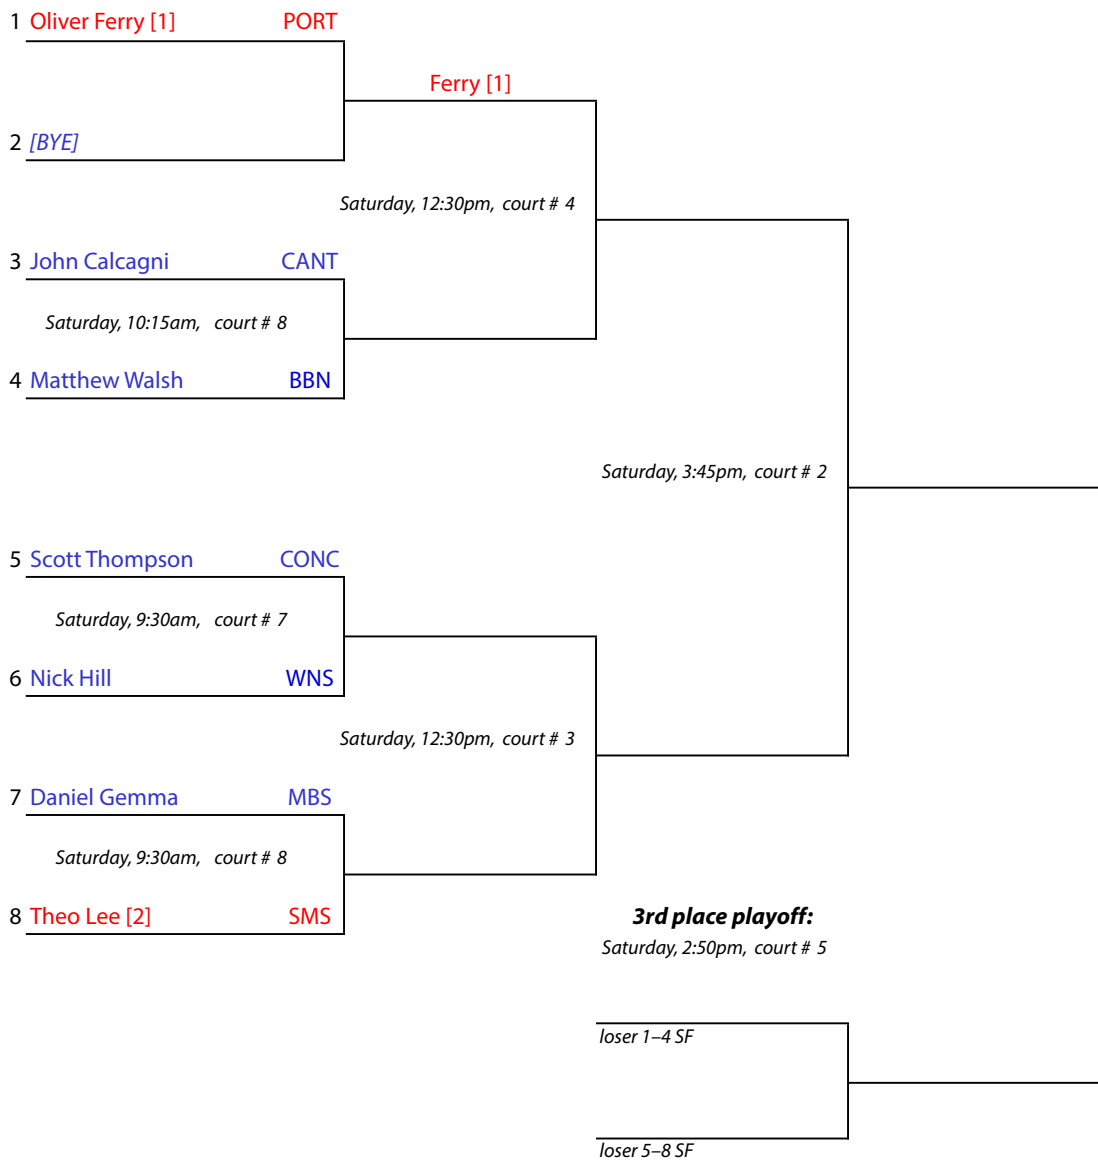 1 Oliver Ferry [1] PORT
Ferry [1]
2 [BYE]
Saturday, 12:30pm, court # 4
3 John Calcagni CANT
Saturday, 10:15am, court # 8
4 Matthew Walsh BBN
Saturday, 3:45pm, court # 2
5 Scott Thompson CONC
Saturday, 9:30am, court # 7
6 Nick Hill WNS
Saturday, 12:30pm, court # 3
7 Daniel Gemma MBS
Saturday, 9:30am, court # 8
8 Theo Lee [2] SMS
3rd place playoff:
Saturday, 2:50pm, court # 5
loser 1–4 SF
loser 5–8 SF